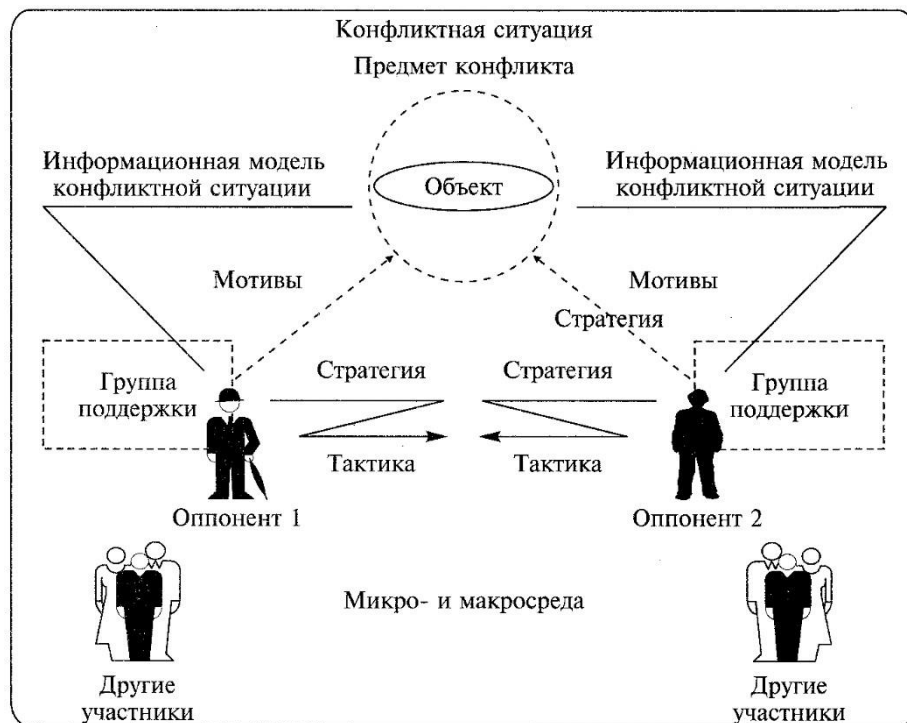 Конфликтная ситуация
Предмет конфликта
Информационная модель
конфликтной ситуации
Объект
Информационная модель
конфликтной ситуации
Мотивы
Мотивы
Стратегия
Группа
поддержки
Стратегия
Стратегия
Группа
поддержки
Тактика
Тактика
Оппонент 1
Оппонент 2
Микро- и макросреда
Другие
участники
Другие
участники